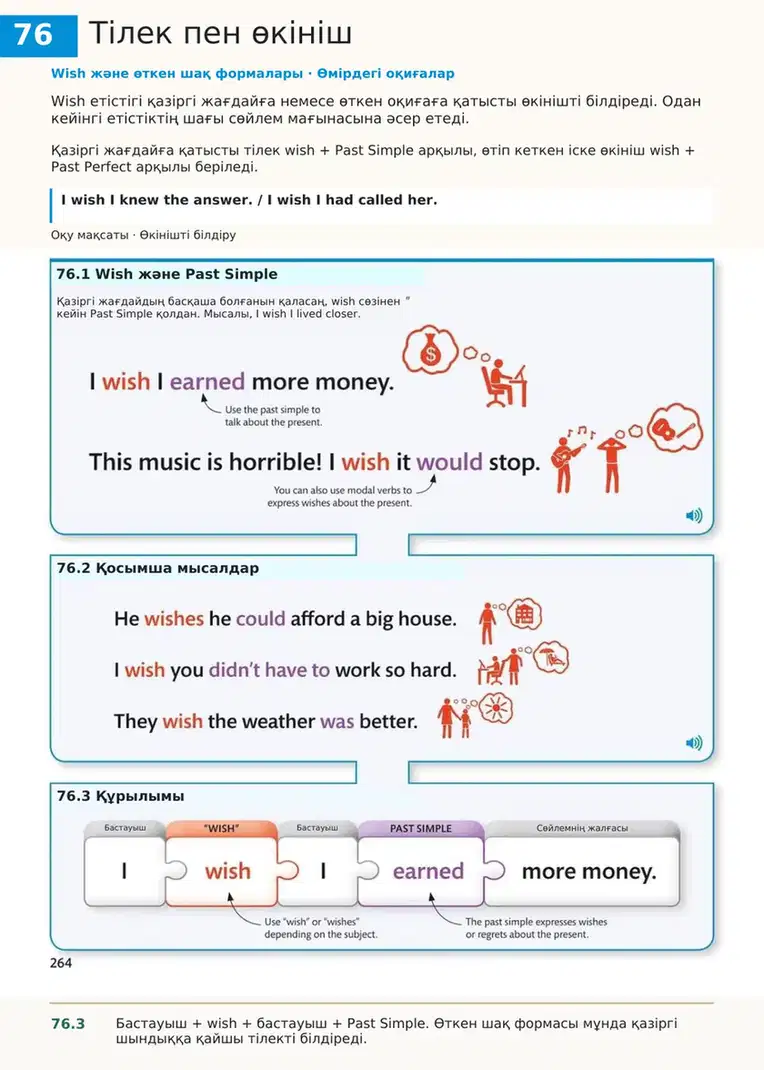 76
Тілек пен өкініш
Wish және өткен шақ формалары · Өмірдегі оқиғалар
Wish етістігі қазіргі жағдайға немесе өткен оқиғаға қатысты өкінішті білдіреді. Одан
кейінгі етістіктің шағы сөйлем мағынасына әсер етеді.
Қазіргі жағдайға қатысты тілек wish + Past Simple арқылы, өтіп кеткен іске өкініш wish +
Past Perfect арқылы беріледі.
I wish I knew the answer. / I wish I had called her.
Оқу мақсаты · Өкінішті білдіру
76.1 Wish және Past Simple
Қазіргі жағдайдың басқаша болғанын қаласаң, wish сөзінен
кейін Past Simple қолдан. Мысалы, I wish I lived closer.
I wish I earned more money.
Use the past simple to
talk about the present.
This music is horrible! I wish it would stop.
You can also use modal verbs to
express wishes about the present.
76.2 Қосымша мысалдар
He wishes he could afford a big house.
I wish you didn't have to work so hard.
They wish the weather was better.
76.3 Құрылымы
Бастауыш "WISH" Бастауыш PAST SIMPLE Сөйлемнің жалғасы
I wish I earned more money.
Use "wish" or "wishes"
depending on the subject.
The past simple expresses wishes
or regrets about the present.
264
76.3 Бастауыш + wish + бастауыш + Past Simple. Өткен шақ формасы мұнда қазіргі
шындыққа қайшы тілекті білдіреді.